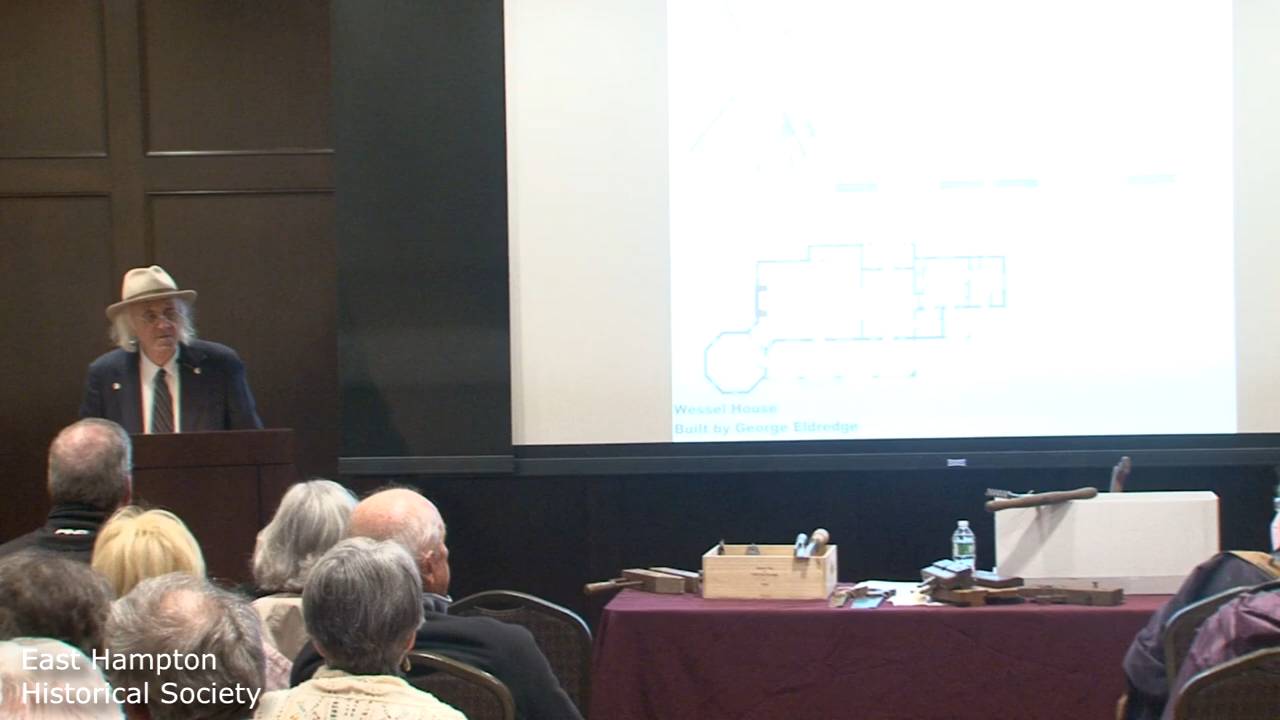 Wessel House
Built by George Eldredge
East Hampton
Historical Society